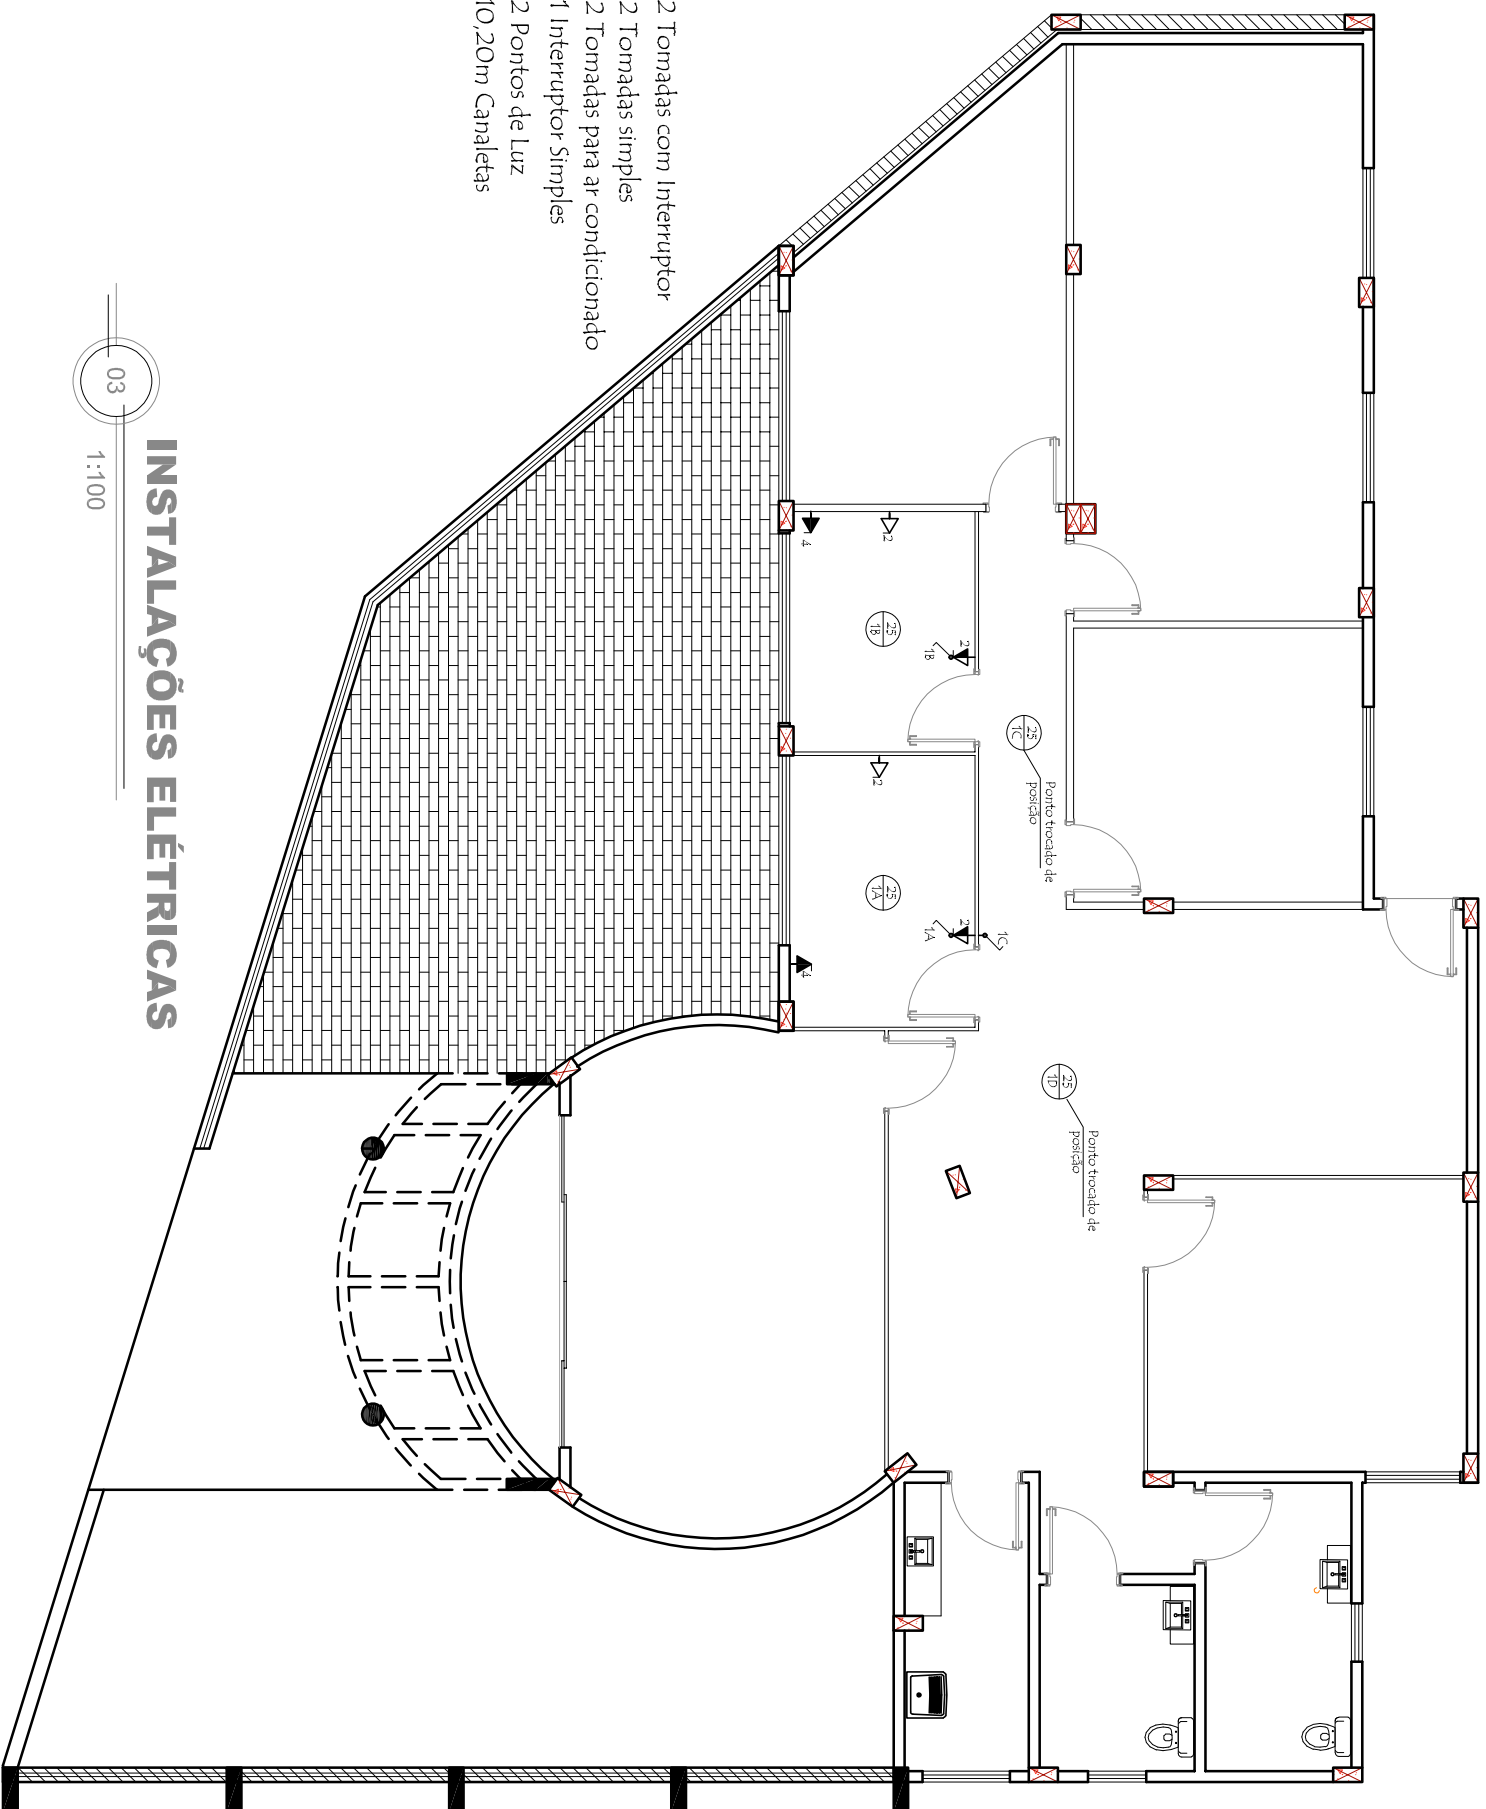 2 Tomadas com Interruptor
2 Tomadas simples
2 Tomadas para ar condicionado
1 Interruptor Simples
2 Pontos de Luz
10,20m Canaletas
03
INSTALAÇÕES ELÉTRICAS
1:100
4
2
25
1B
2
1B
25
1C
Ponto trocado de
posição
2
25
1A
2
1A
1C
4
25
1D
Ponto trocado de
posição